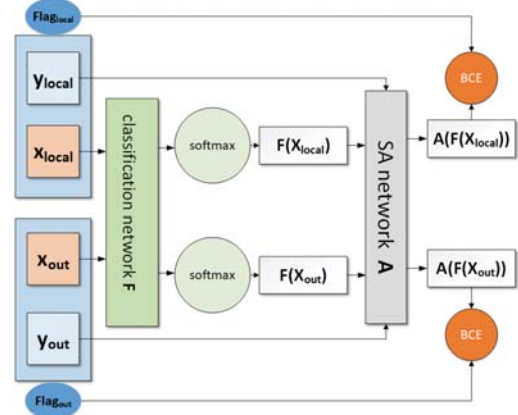 Flaglocal
ylocal
xlocal
classification network F
softmax
F(Xlocal)
SA network A
A(F(Xlocal))
BCE
xout
yout
softmax
F(Xout)
A(F(Xout))
BCE
Flagout